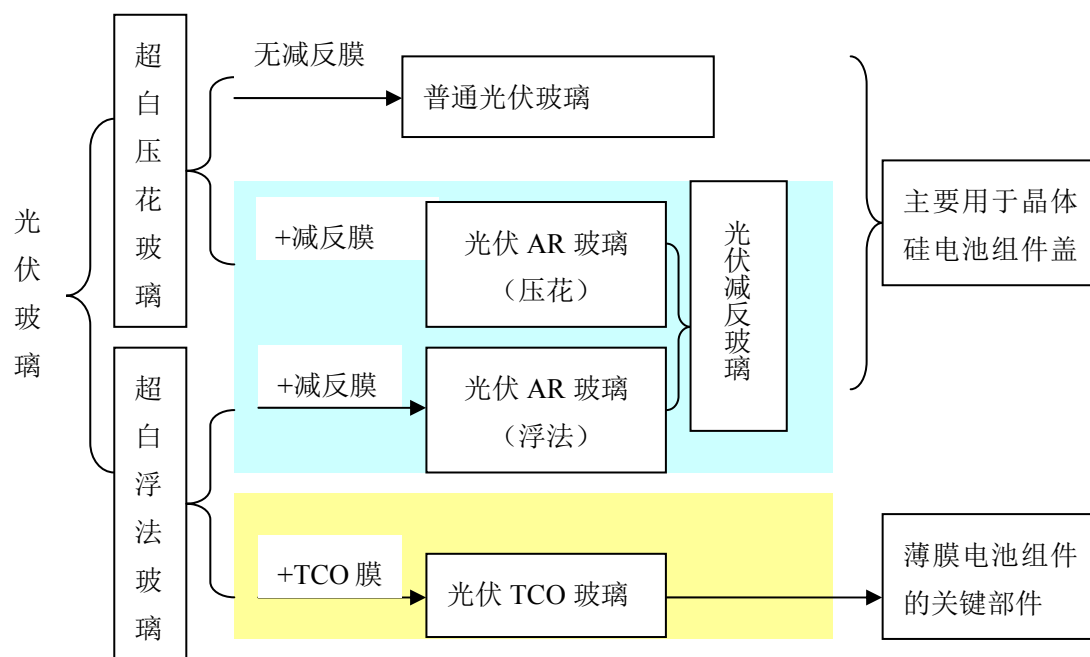 光伏玻璃
超白压花玻璃
无减反膜
普通光伏玻璃
+减反膜
光伏 AR 玻璃
（压花）
光伏减反玻璃
主要用于晶体
硅电池组件盖
超白浮法玻璃
+减反膜
光伏 AR 玻璃
（浮法）
+TCO 膜
光伏 TCO 玻璃
薄膜电池组件
的关键部件